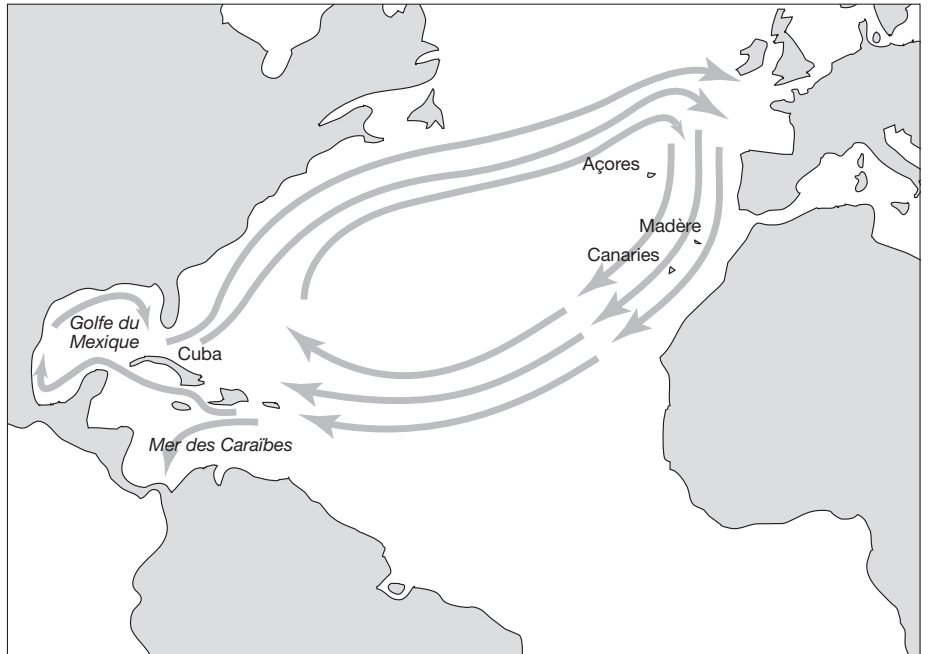 Açores
Madère
Canaries
Golfe du
Mexique
Cuba
Mer des Caraïbes